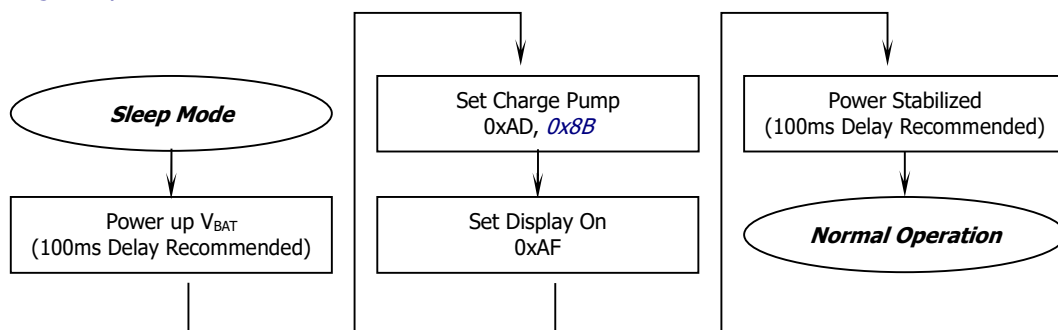 Sleep Mode
Power up VBAT
(100ms Delay Recommended)
Set Charge Pump
0xAD, 0x8B
Set Display On
0xAF
Power Stabilized
(100ms Delay Recommended)
Normal Operation